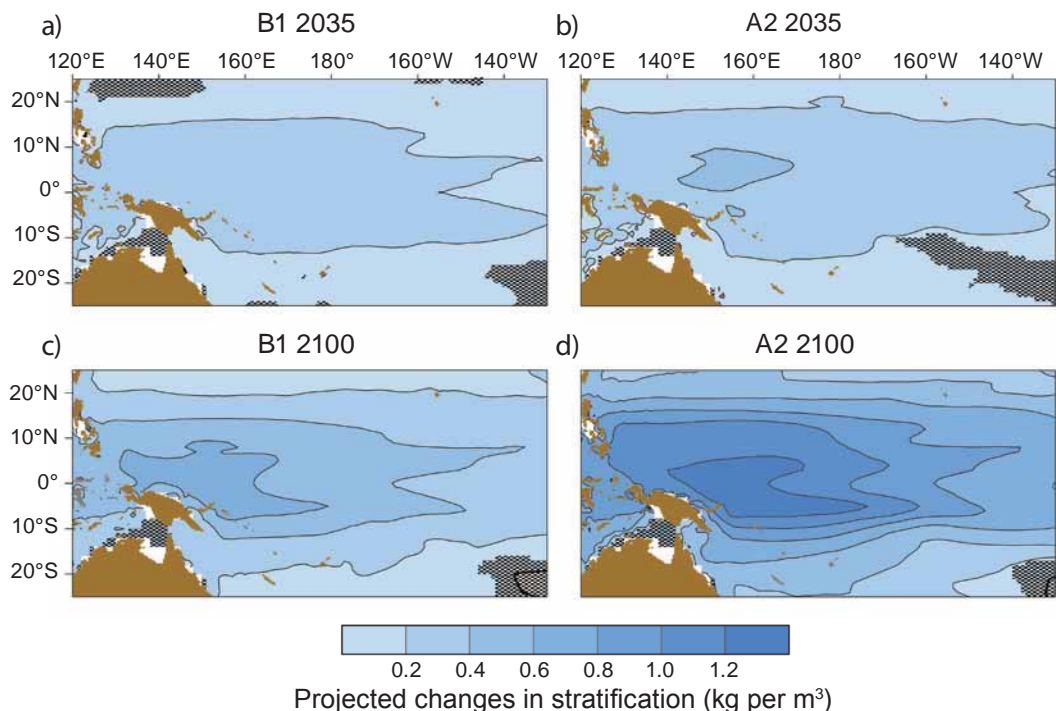 a) B1 2035 b) A2 2035
120°E 140°E 160°E 180° 160°W 140°W 120°E 140°E 160°E 180° 160°W 140°W
20°N
10°N
0°
10°S
20°S
c) B1 2100 d) A2 2100
20°N
10°N
0°
10°S
20°S
0.2 0.4 0.6 0.8 1.0 1.2
Projected changes in stratification (kg per m³)